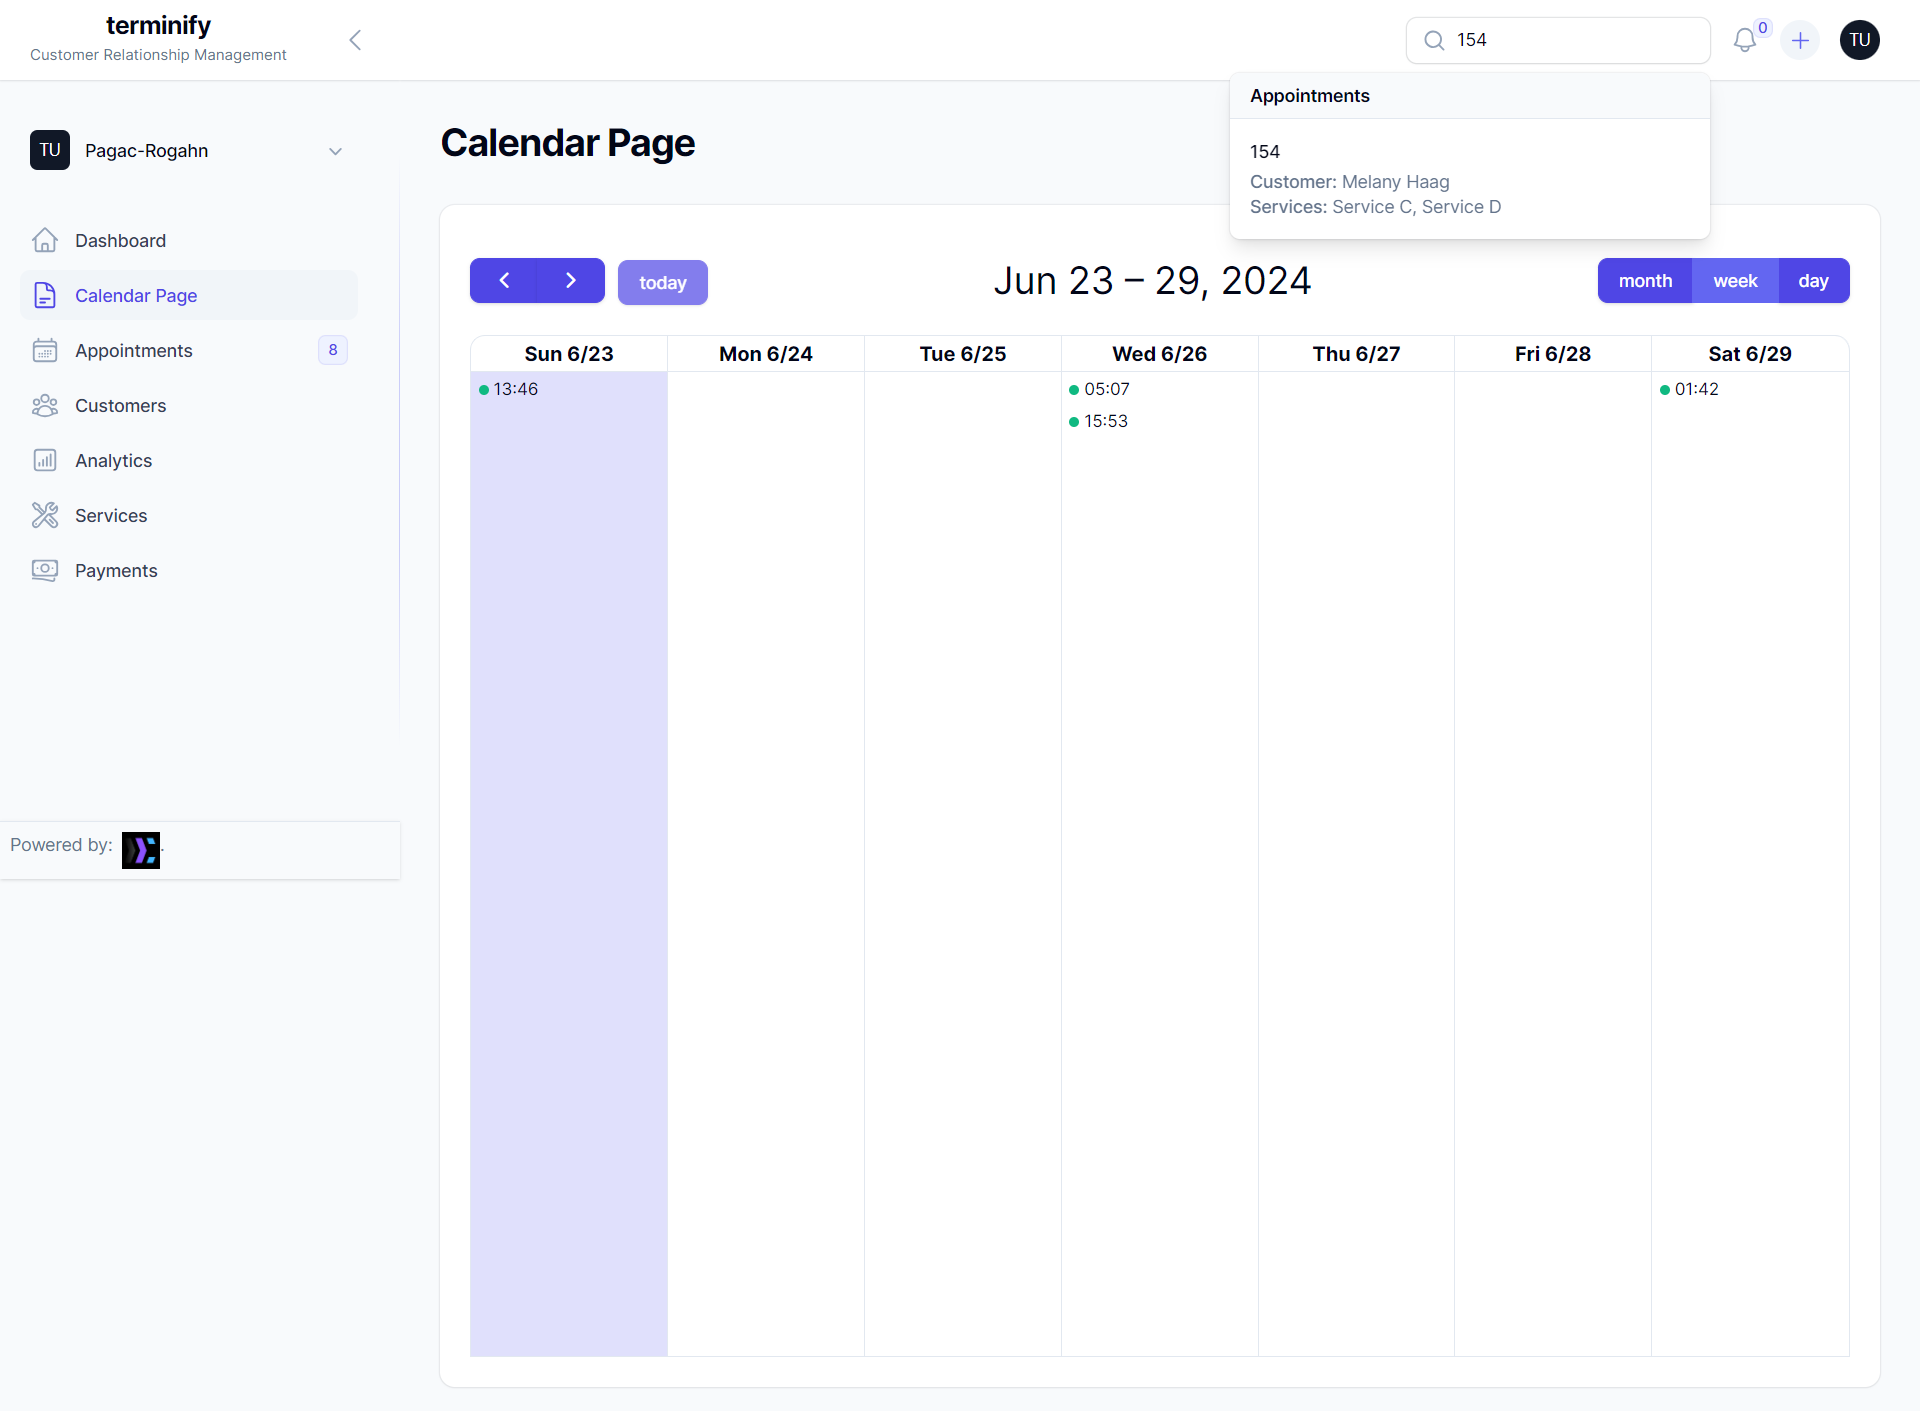 terminify
Customer Relationship Management
154
0
TU
Appointments
154
Customer: Melany Haag
Services: Service C, Service D
TU
Pagac-Rogahn
Dashboard
Calendar Page
Appointments
8
Customers
Analytics
Services
Payments
Powered by: .
Calendar Page
today
Jun 23 – 29, 2024
month
week
day
Sun 6/23
Mon 6/24
Tue 6/25
Wed 6/26
Thu 6/27
Fri 6/28
Sat 6/29
13:46
05:07
15:53
01:42